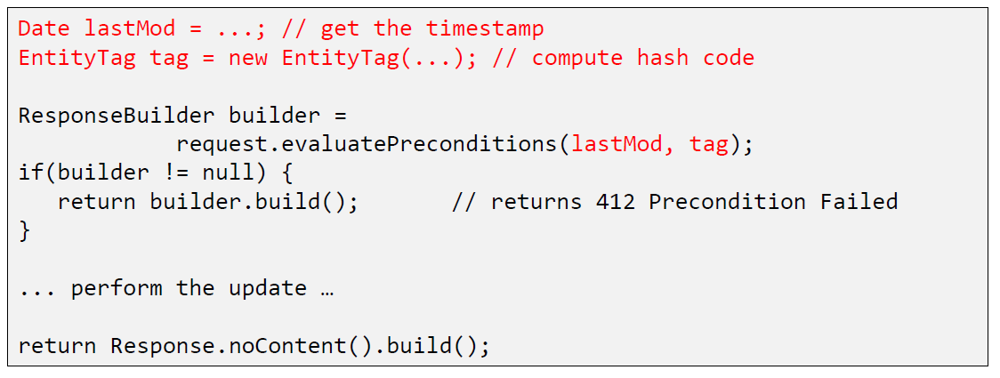 Date lastMod = ...; // get the timestamp
EntityTag tag = new EntityTag(...); // compute hash code
ResponseBuilder builder =
request.evaluatePreconditions(lastMod, tag);
if(builder != null) {
return builder.build(); // returns 412 Precondition Failed
}
... perform the update …
return Response.noContent().build();